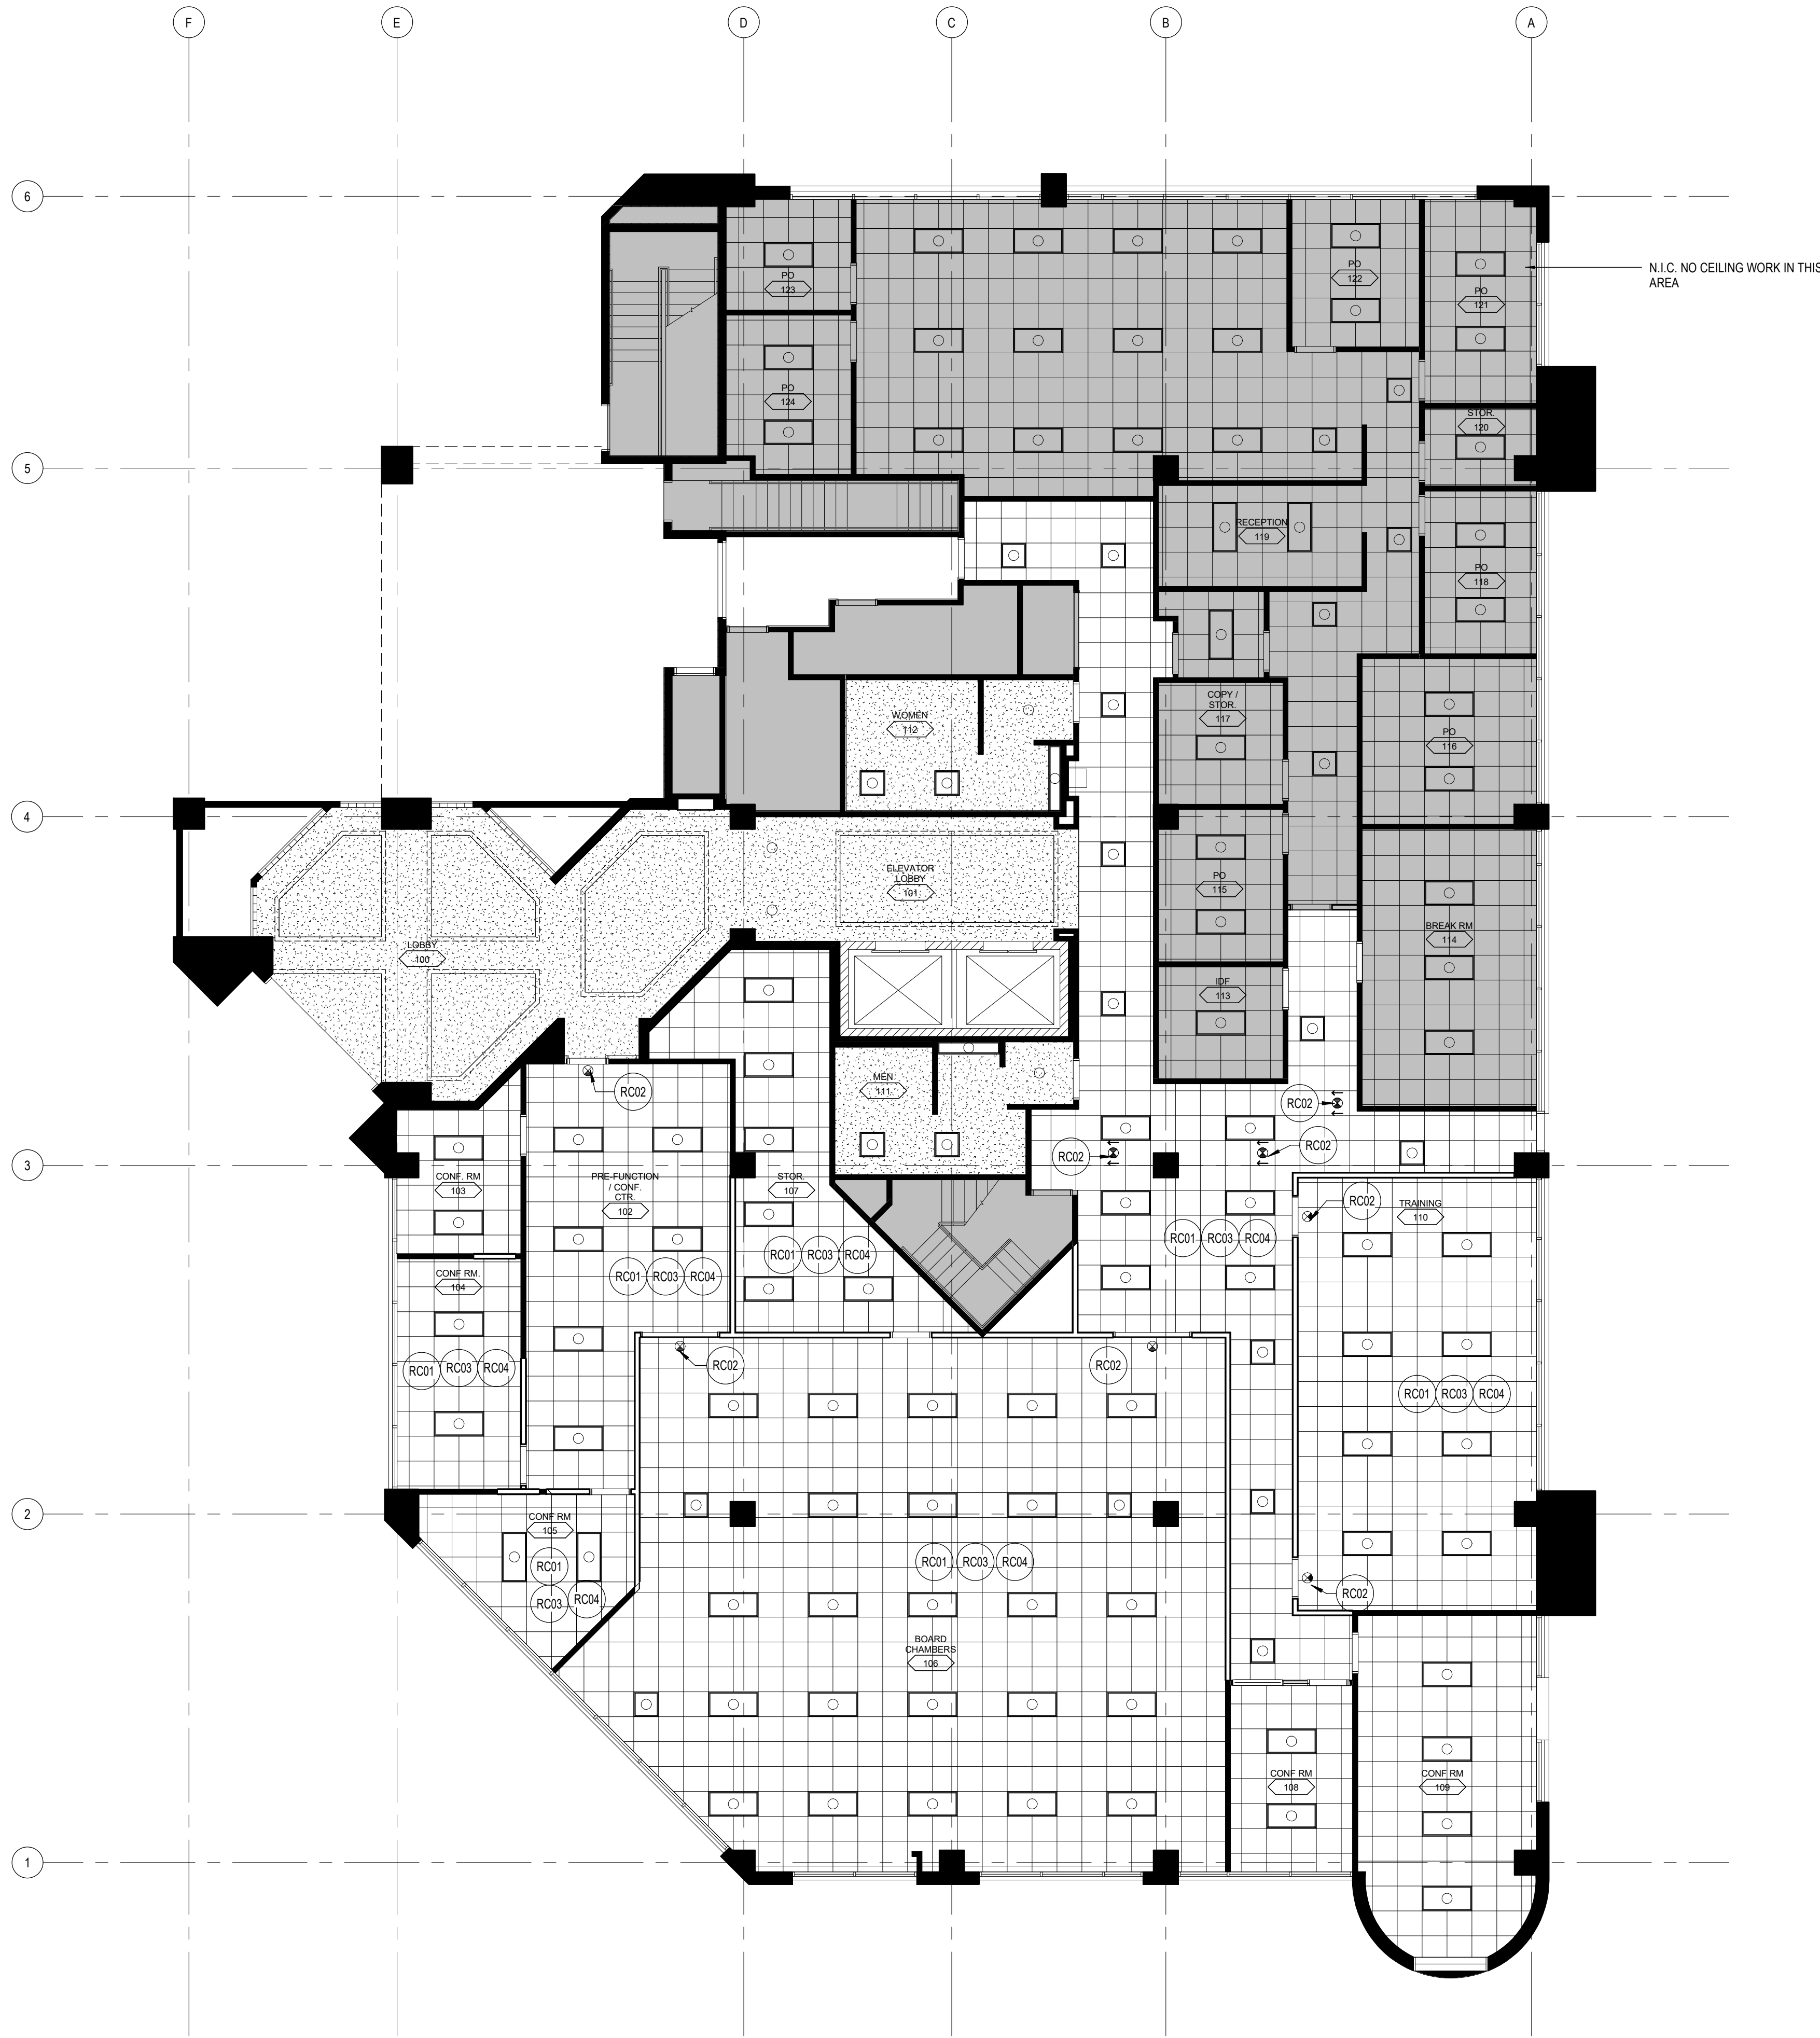 F
E
D
C
B
A
6
N.I.C. NO CEILING WORK IN THIS
AREA
PO
123
PO
122
PO
121
PO
124
STOR.
120
5
RECEPTION
119
PO
118
WOMEN
112
COPY /
STOR.
117
PO
116
4
ELEVATOR
LOBBY
101
PO
115
BREAK RM
114
LOBBY
100
IDF
113
MEN
111
RC02
RC02
RC02
RC02
3
CONF. RM
103
PRE-FUNCTION
/ CONF.
CTR.
102
STOR.
107
RC02
TRAINING
110
RC01
RC03
RC04
RC01
RC03
RC04
RC01
RC03
RC04
CONF RM.
104
RC01
RC03
RC04
RC02
RC02
RC01
RC03
RC04
2
CONF RM
105
RC01
RC03
RC04
RC01
RC03
RC04
RC02
BOARD
CHAMBERS
106
CONF RM
108
CONF RM
109
1